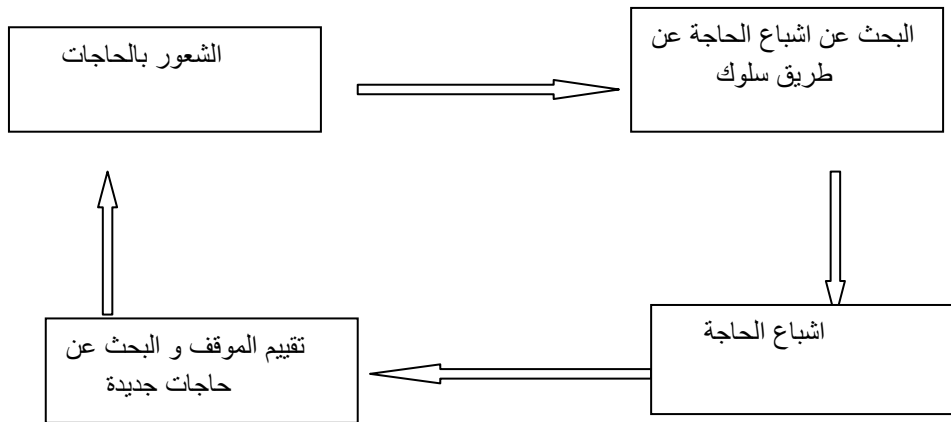 الشعور بالحاجات
البحث عن اشباع الحاجة عن
طريق سلوك
اشباع الحاجة
تقييم الموقف و البحث عن
حاجات جديدة